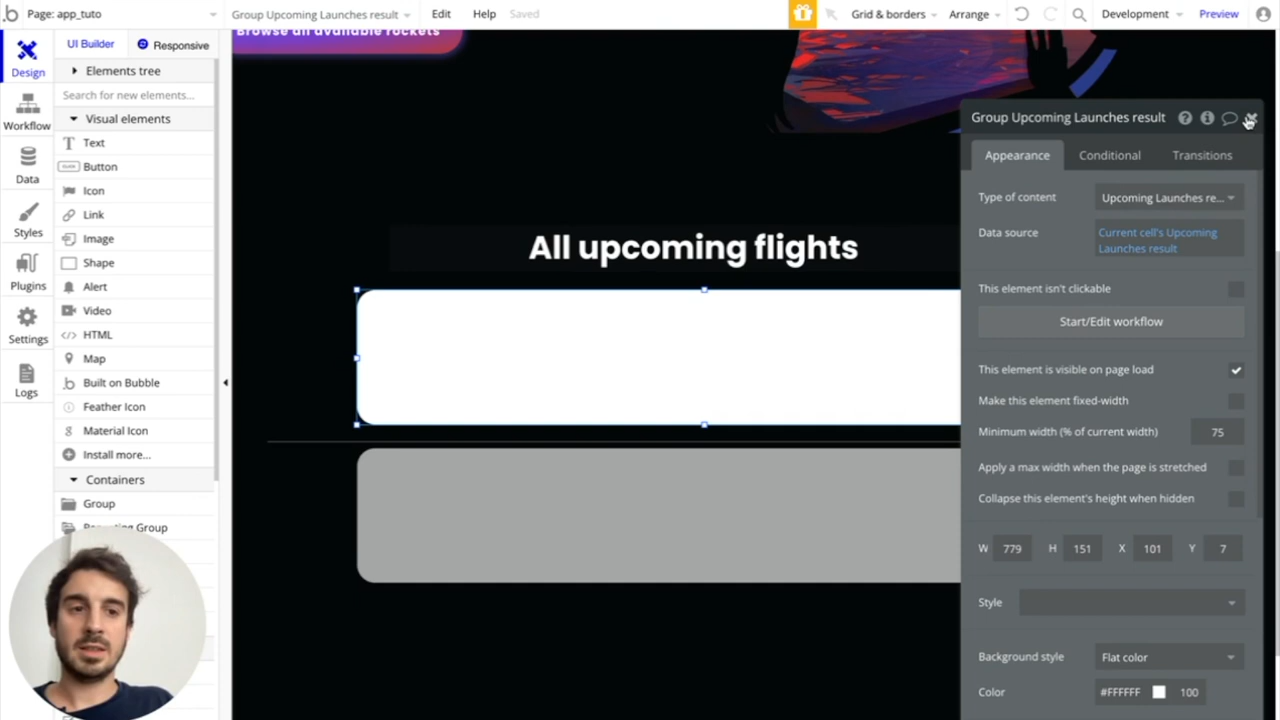 Page: app_tuto
Group Upcoming Launches result
Edit
Help
Saved
Grid & borders
Arrange
Development
Preview
Design
Workflow
Data
Styles
Plugins
Settings
Logs
UI Builder
Responsive
Elements tree
Search for new elements...
Visual elements
Text
Button
Icon
Link
Image
Shape
Alert
Video
HTML
Map
Built on Bubble
Feather Icon
Material Icon
Install more...
Containers
Group
Repeating Group
Browse all available rockets
All upcoming flights
Group Upcoming Launches result
Appearance
Conditional
Transitions
Type of content
Upcoming Launches re...
Data source
Current cell's Upcoming
Launches result
This element isn't clickable
Start/Edit workflow
This element is visible on page load
Make this element fixed-width
Minimum width (% of current width)
75
Apply a max width when the page is stretched
Collapse this element's height when hidden
W 779 H 151 X 101 Y 7
Style
Background style
Flat color
Color
#FFFFFF
100